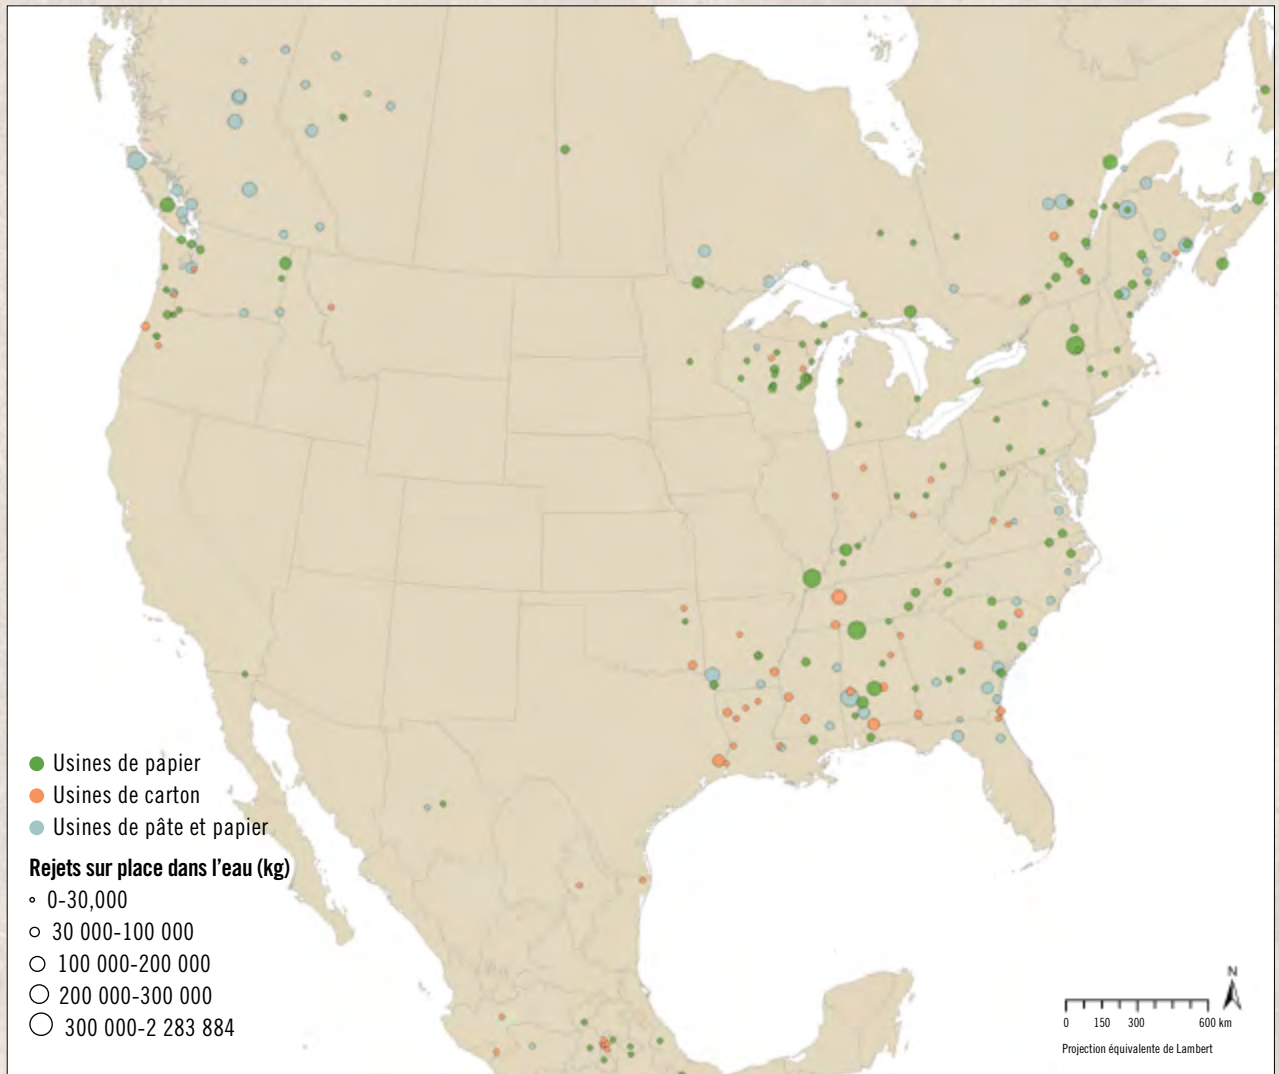 Usines de papier
Usines de carton
Usines de pâte et papier
Rejets sur place dans l'eau (kg)
0-30,000
30 000-100 000
100 000-200 000
200 000-300 000
300 000-2 283 884
N
0 150 300 600 km
Projection équivalente de Lambert